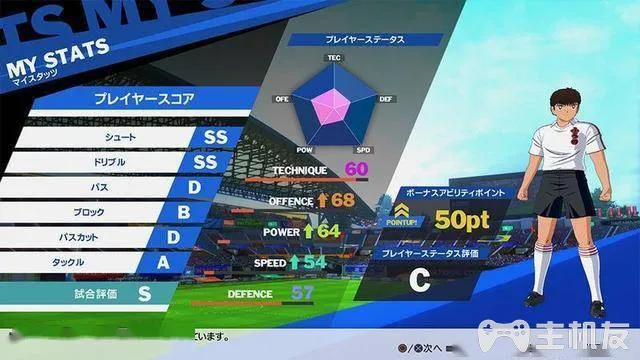 TS MY S
MY STATS
マイスタッツ
プレイヤースコア
シュート SS
ドリブル SS
パス D
ブロック B
パスカット D
タックル A
試合評価 S
プレイヤーステータス
TEC
OFE
DEF
POW
SPD
TECHNIQUE 60
OFFENCE 68
POWER 64
SPEED 54
DEFENCE 57
ボーナスアビリティポイント
POINTUP! 50pt
プレイヤーステータス評価
C
ています。
/ 次へ
主机友